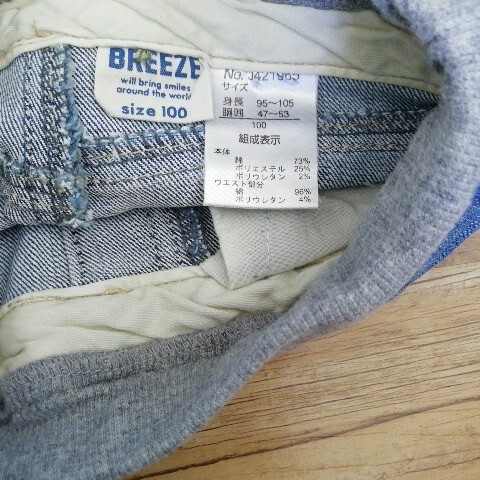 BREEZE
will bring smiles
around the world
size 100
No. J421965
サイズ
身長 95〜105
胴囲 47〜53
100
組成表示
本体
綿 73%
ポリエステル 25%
ポリウレタン 2%
ウエスト部分
綿 96%
ポリウレタン 4%